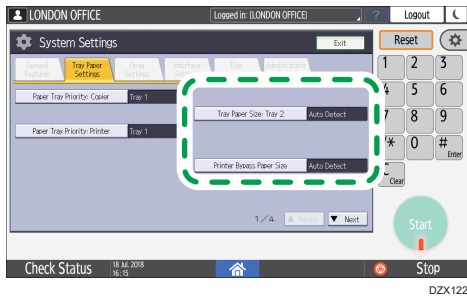 LONDON OFFICE
Logged in: [LONDON OFFICE]
?
Logout
System Settings
Exit
Reset
General Features
Tray Paper Settings
Timer Settings
Interface
File
Administrator
1 2 3
Paper Tray Priority: Copier
Tray 1
5 6
Tray Paper Size: Tray 2
Auto Detect
Paper Tray Priority: Printer
Tray 1
7 8 9
0 #
Enter
Printer Bypass Paper Size
Auto Detect
Clear
1/4
▼ Next
Start
Check Status
18 Jul. 2018
16:15
Stop
DZX122